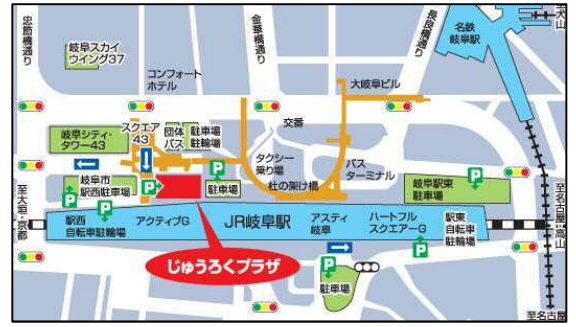 忠節橋通り
金華橋通り
長良橋通り
名鉄
岐阜駅
至犬山
岐阜スカイ
ウイング37
コンフォート
ホテル
大岐阜ビル
交番
岐阜シティ・
タワー43
スクエア
43
団体
バス
駐車場
駐輪場
タクシー
乗り場
バス
ターミナル
杜の架け橋
岐阜市
駅西駐車場
P
P
P
駐車場
P
P
岐阜駅東
駐車場
P
至大垣・京都
駅西
自転車駐輪場
P
アクティブG
JR岐阜駅
アスティ
岐阜
ハートフル
スクエアーG
P
駅東
自転車
駐輪場
至名古屋・高山
じゅうろくプラザ
P
駐車場
至名古屋